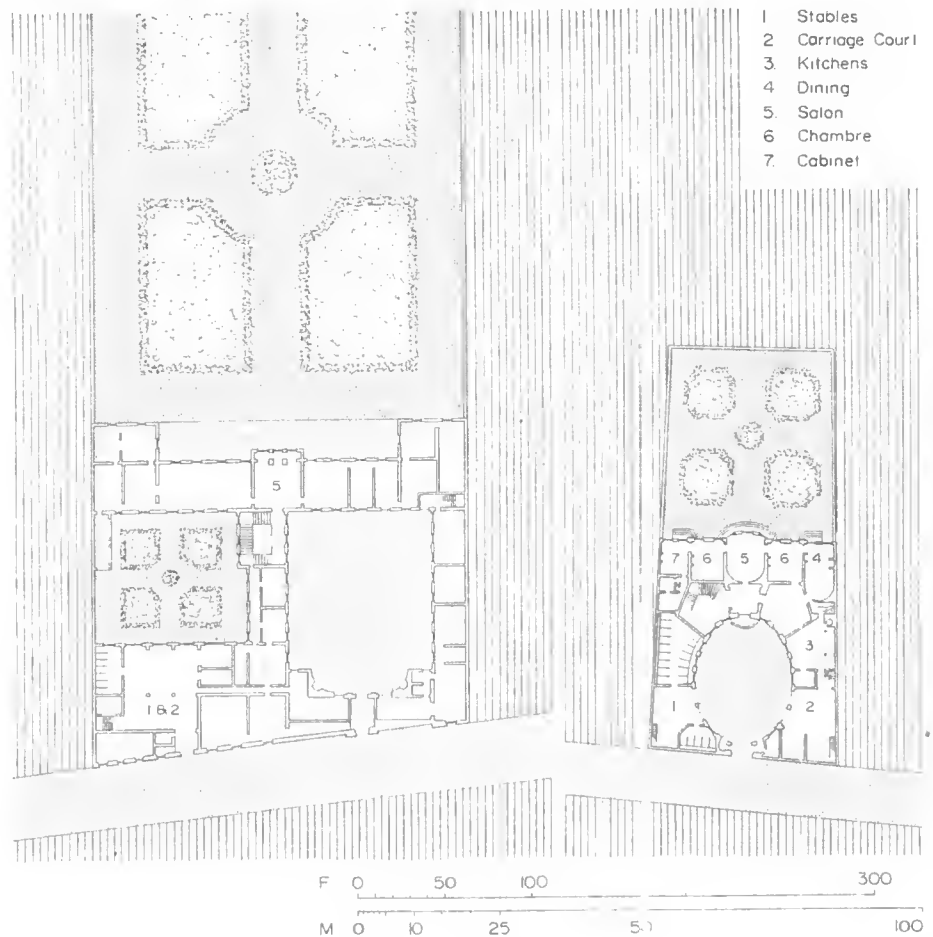 1 Stables
2 Carriage Court
3. Kitchens
4 Dining
5. Salon
6 Chambre
7. Cabinet
5
7 6 5 6 4
3
1 & 2
1 2
F 0 50 100 300
M 0 10 25 50 100